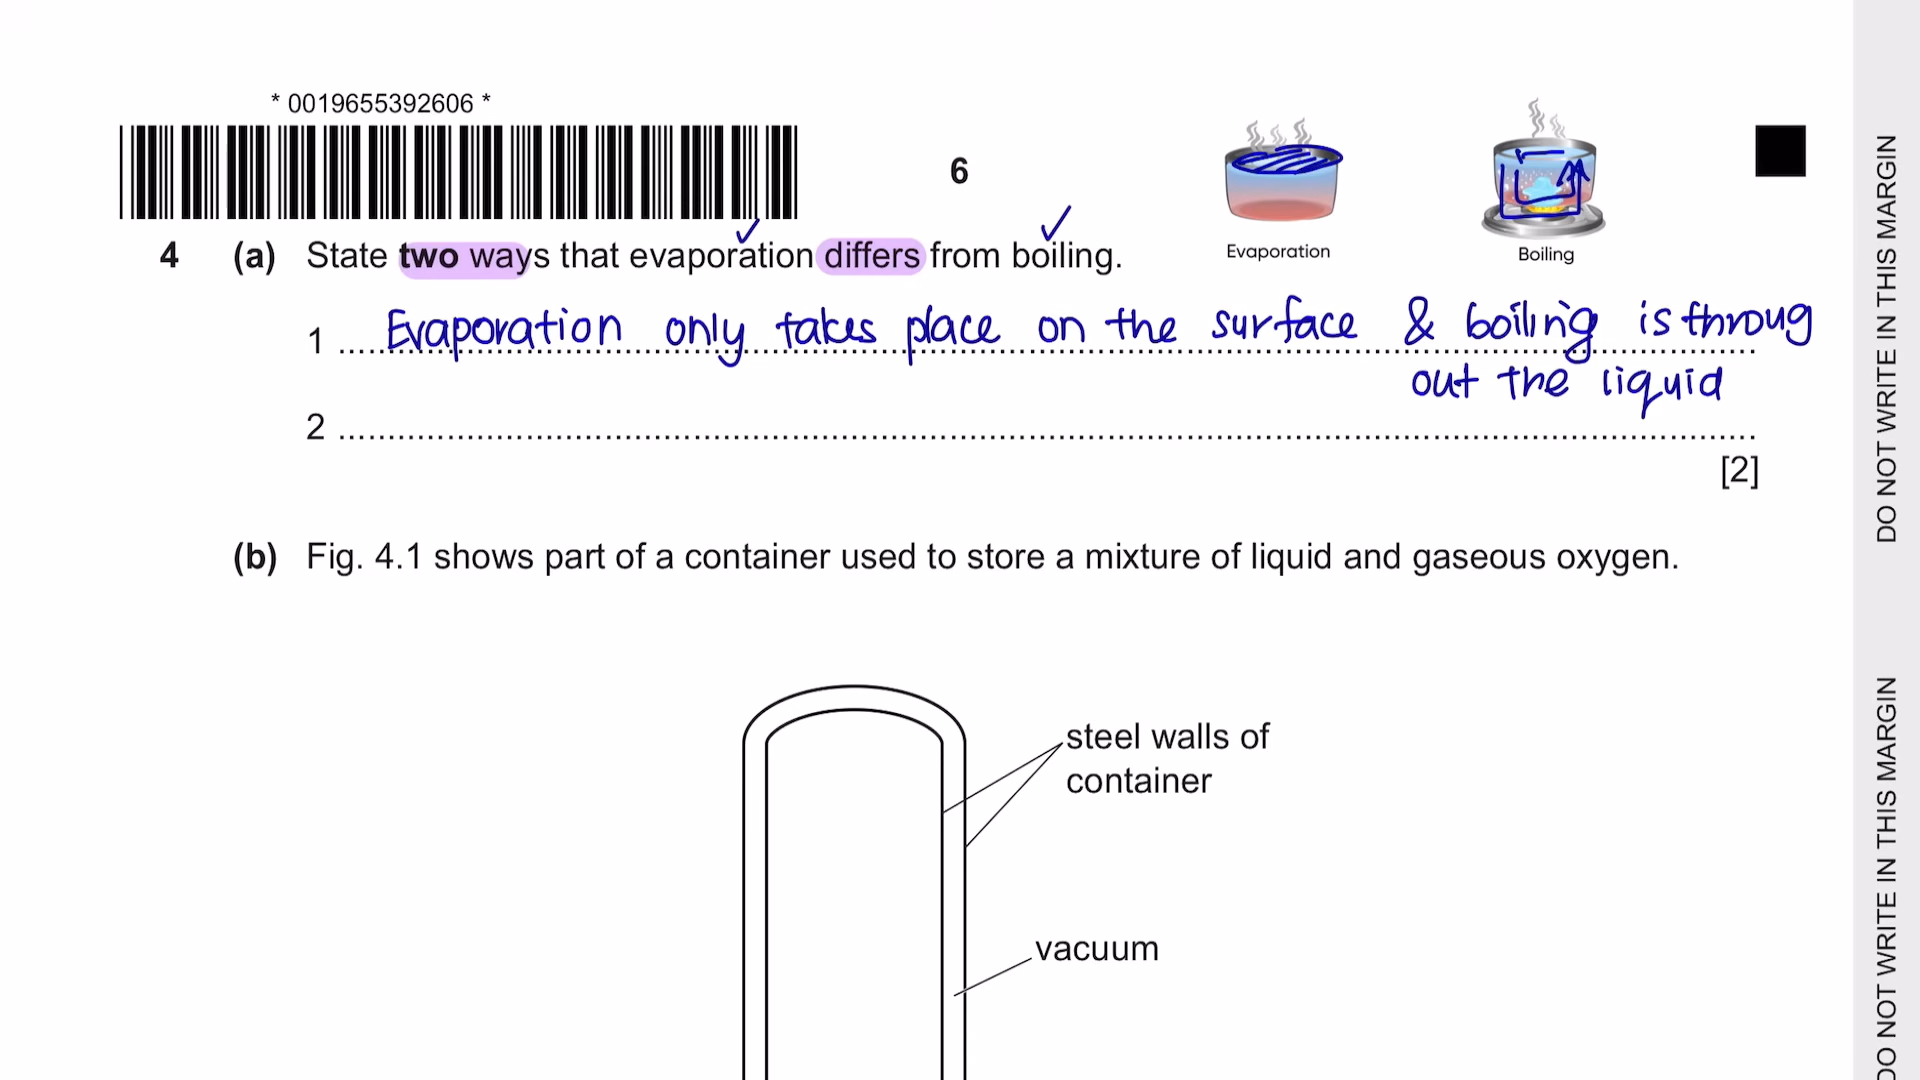 * 0019655392606 *
6
Evaporation
Boiling
4 (a) State two ways that evaporation differs from boiling.
1 Evaporation only takes place on the surface & boiling is throug
out the liquid
2
[2]
(b) Fig. 4.1 shows part of a container used to store a mixture of liquid and gaseous oxygen.
steel walls of
container
vacuum
DO NOT WRITE IN THIS MARGIN
DO NOT WRITE IN THIS MARGIN